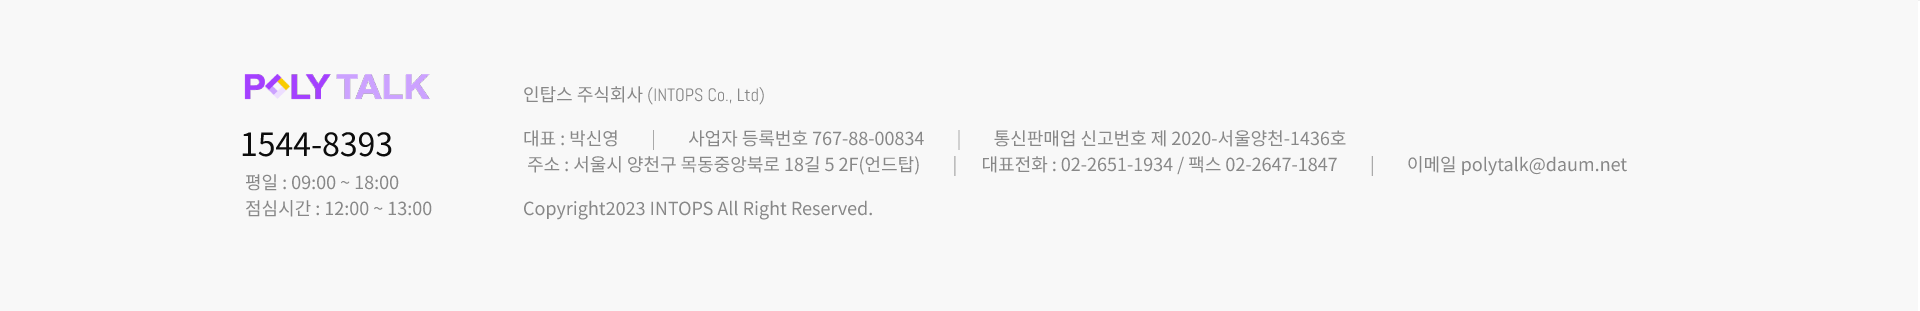 POLY TALK
1544-8393
평일 : 09:00 ~ 18:00
점심시간 : 12:00 ~ 13:00
인탑스 주식회사 (INTOPS Co., Ltd)
대표 : 박신영 | 사업자 등록번호 767-88-00834 | 통신판매업 신고번호 제 2020-서울양천-1436호
주소 : 서울시 양천구 목동중앙북로 18길 5 2F(언드탑) | 대표전화 : 02-2651-1934 / 팩스 02-2647-1847 | 이메일 polytalk@daum.net
Copyright2023 INTOPS All Right Reserved.